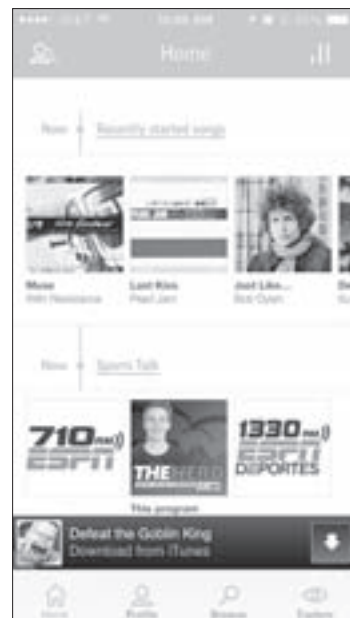 Home
Now
Recently started songs
Muse
Last Kiss
Pearl Jam
Just Like...
Bob Dylan
Now
Sports Talk
710
ESPN
THE HERD
1330
ESPN
DEPORTES
This program
Defeat the Goblin King
Download from iTunes
Home
Profile
Browse
Explore